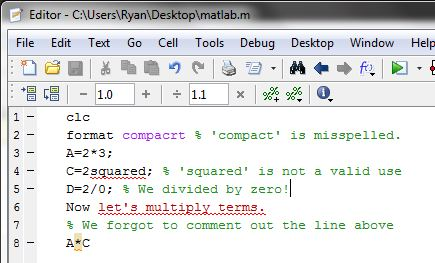 Editor - C:\Users\Ryan\Desktop\matlab.m
File Edit Text Go Cell Tools Debug Desktop Window Help
- 1.0 + ÷ 1.1 ×
1 - clc
2 - format compacrt % 'compact' is misspelled.
3 - A=2*3;
4 - C=2squared; % 'squared' is not a valid use
5 - D=2/0; % We divided by zero!
6 - Now let's multiply terms.
7 % We forgot to comment out the line above
8 - A*C